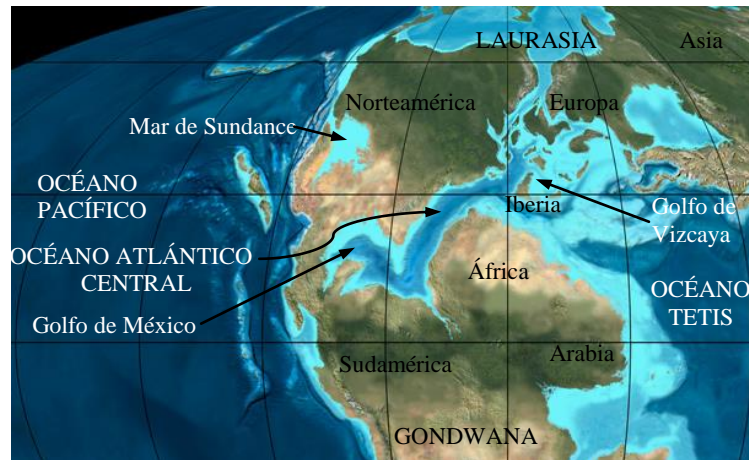 LAURASIA
Asia
Norteamérica
Europa
Mar de Sundance
OCÉANO
PACÍFICO
Iberia
Golfo de
Vizcaya
OCÉANO ATLÁNTICO
CENTRAL
África
OCÉANO
TETIS
Golfo de México
Sudamérica
Arabia
GONDWANA